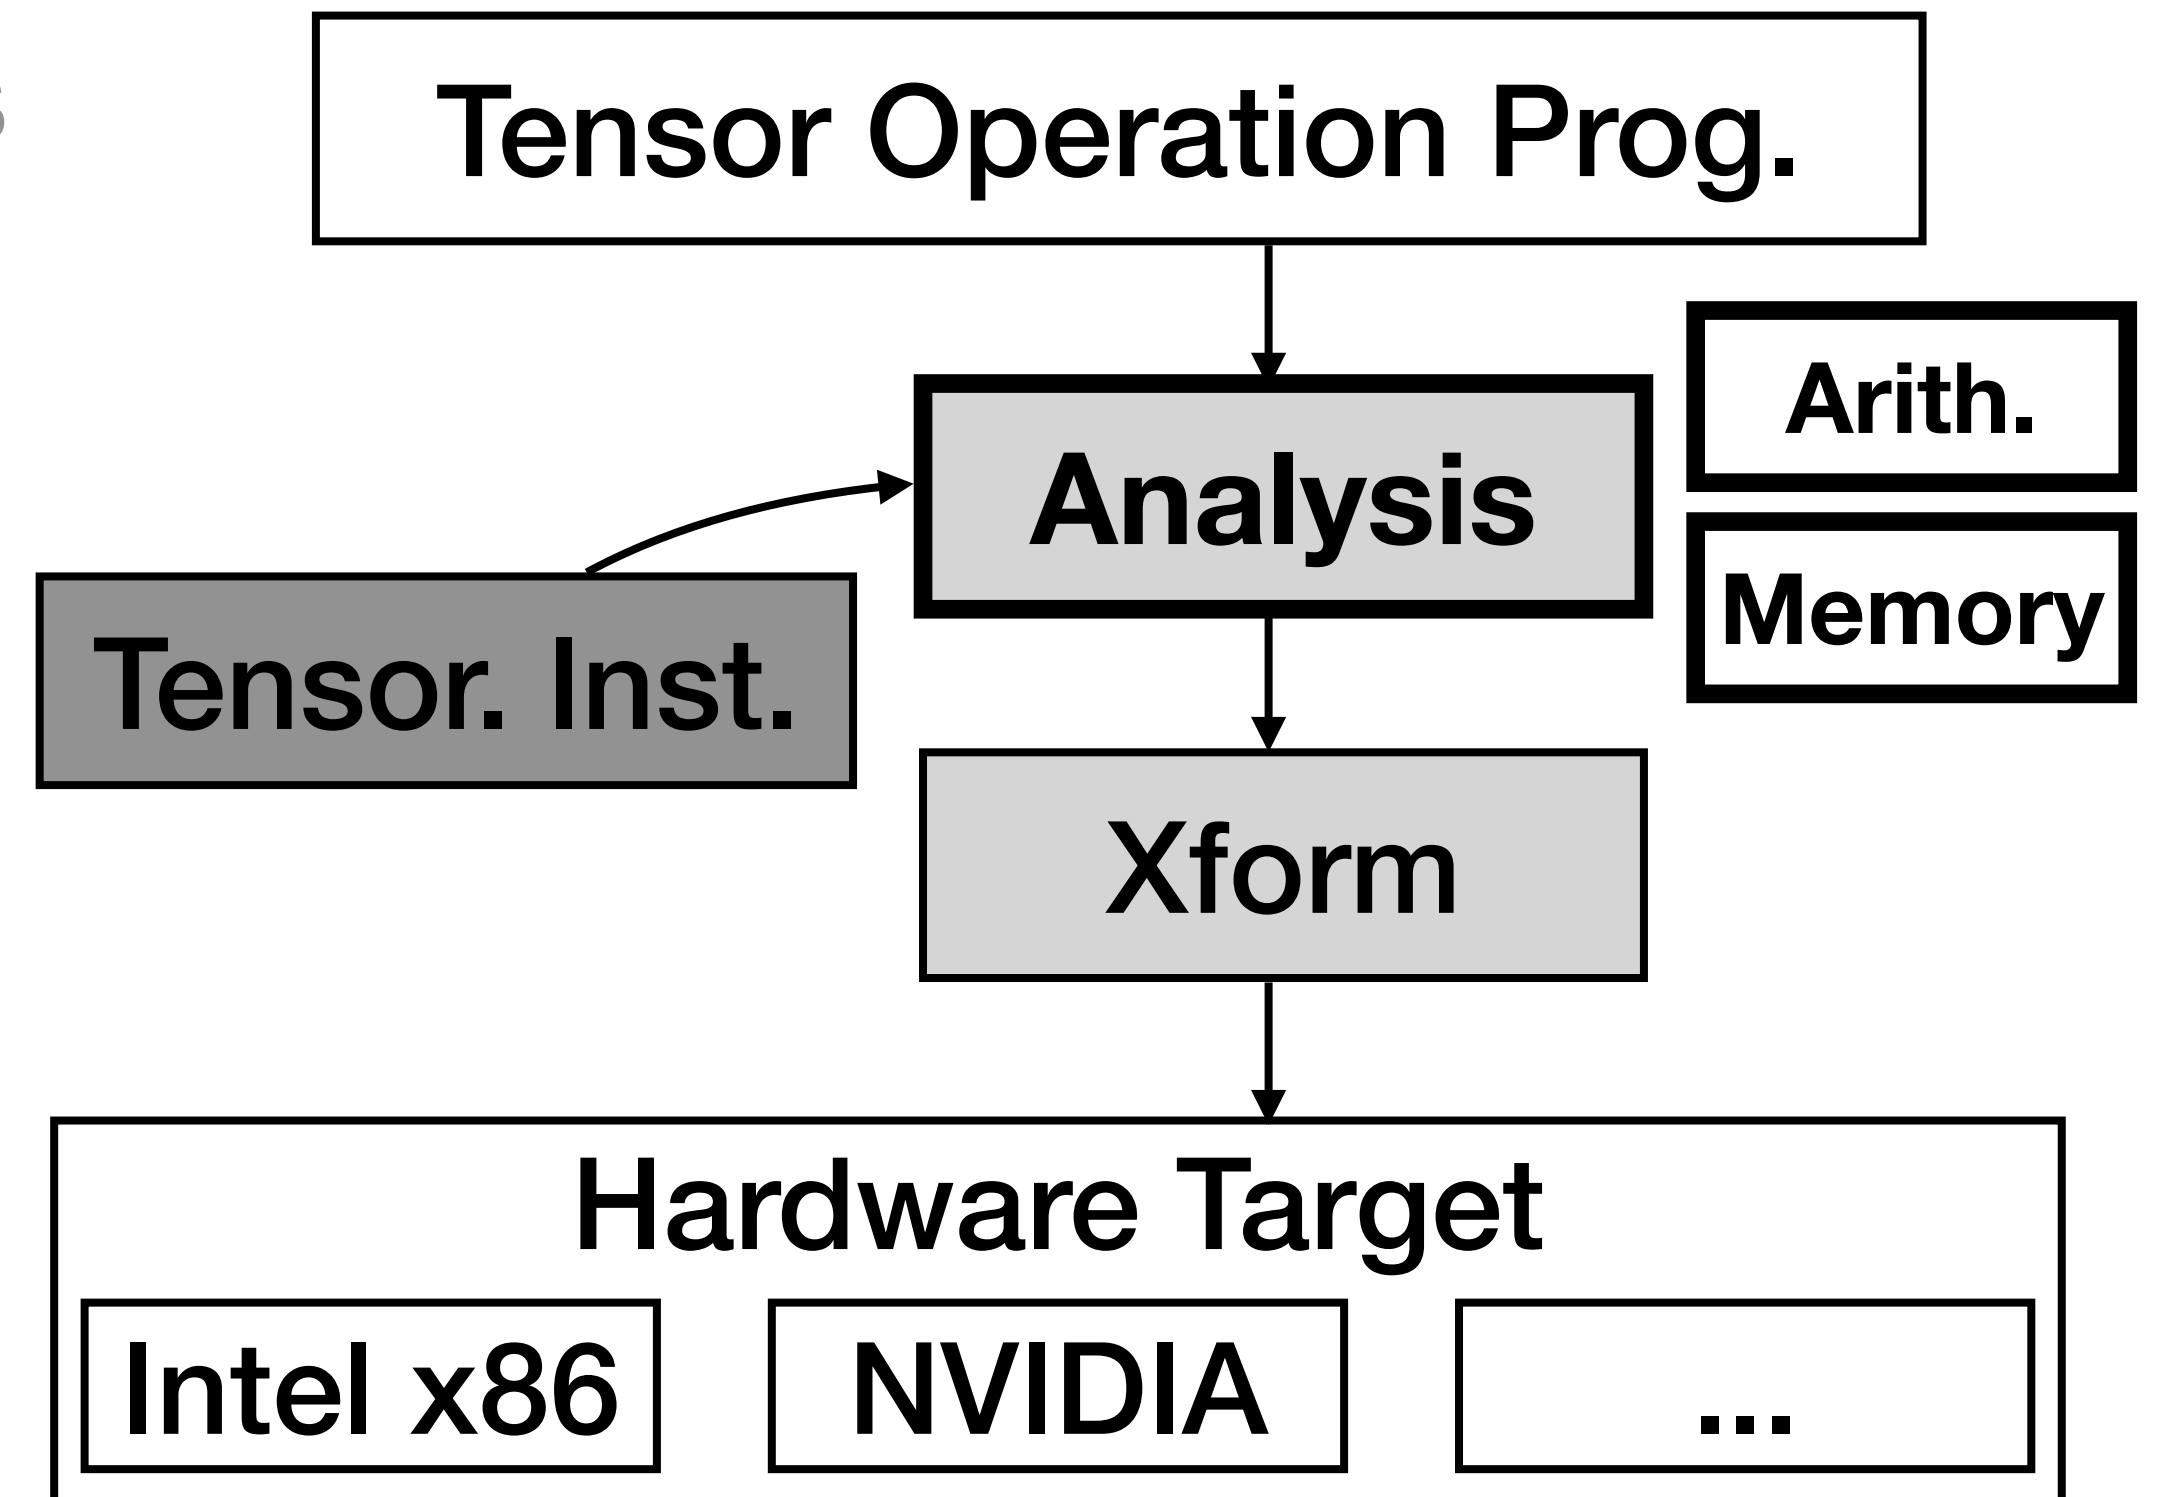 Tensor Operation Prog.
Arith.
Analysis
Memory
Tensor. Inst.
Xform
Hardware Target
Intel x86
NVIDIA
...